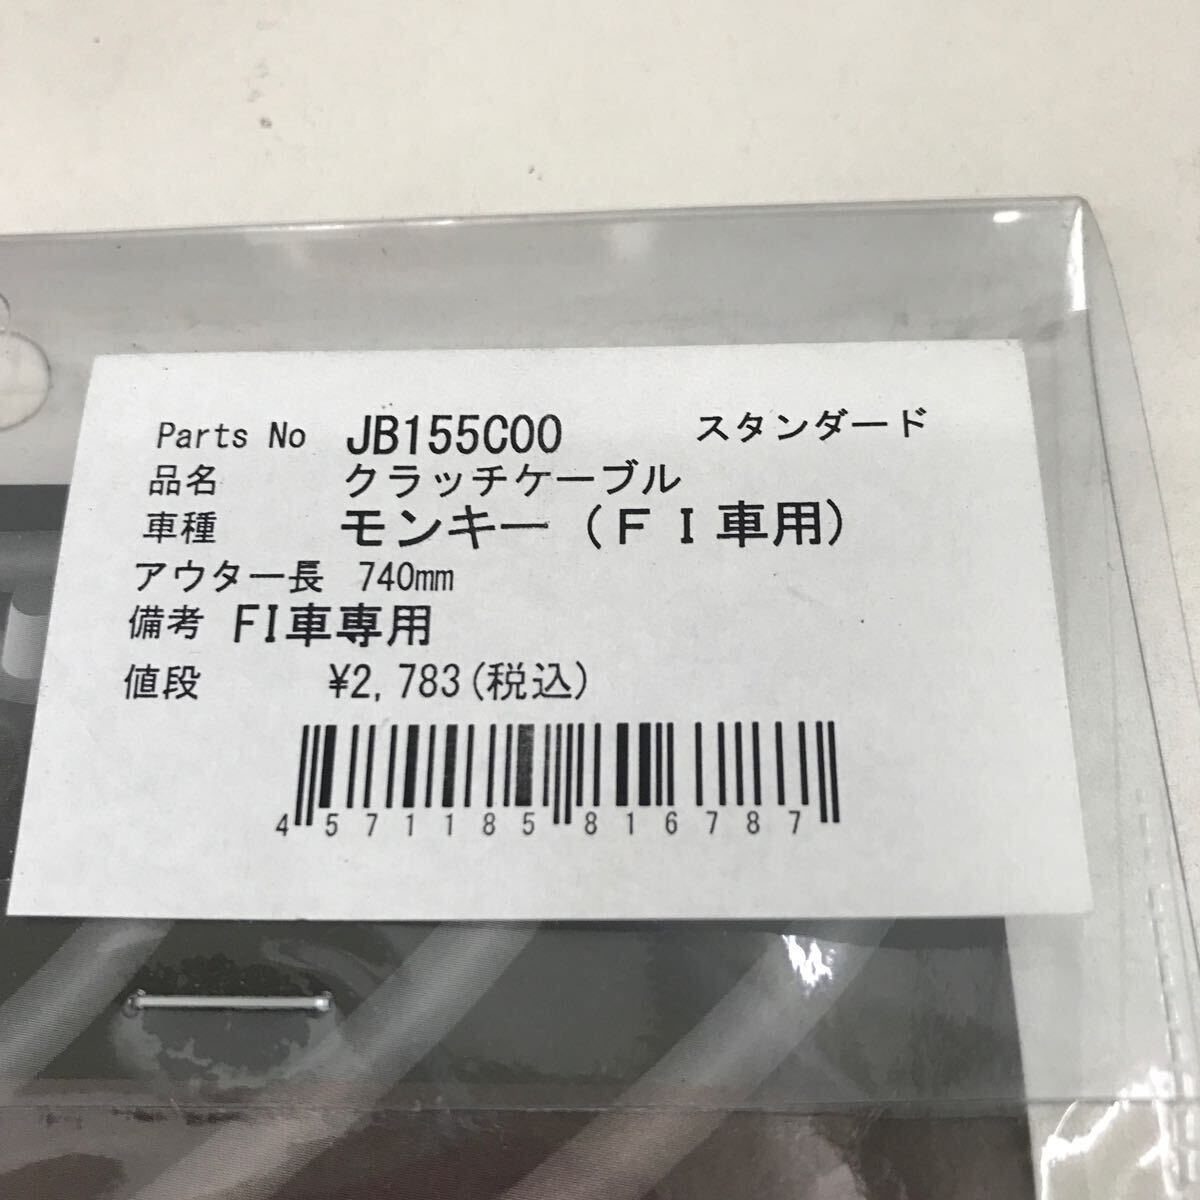 Parts No JB155C00 スタンダード
品名 クラッチケーブル
車種 モンキー（ＦＩ車用）
アウター長 740mm
備考 FI車専用
値段 ¥2,783(税込)
4 571185 816787